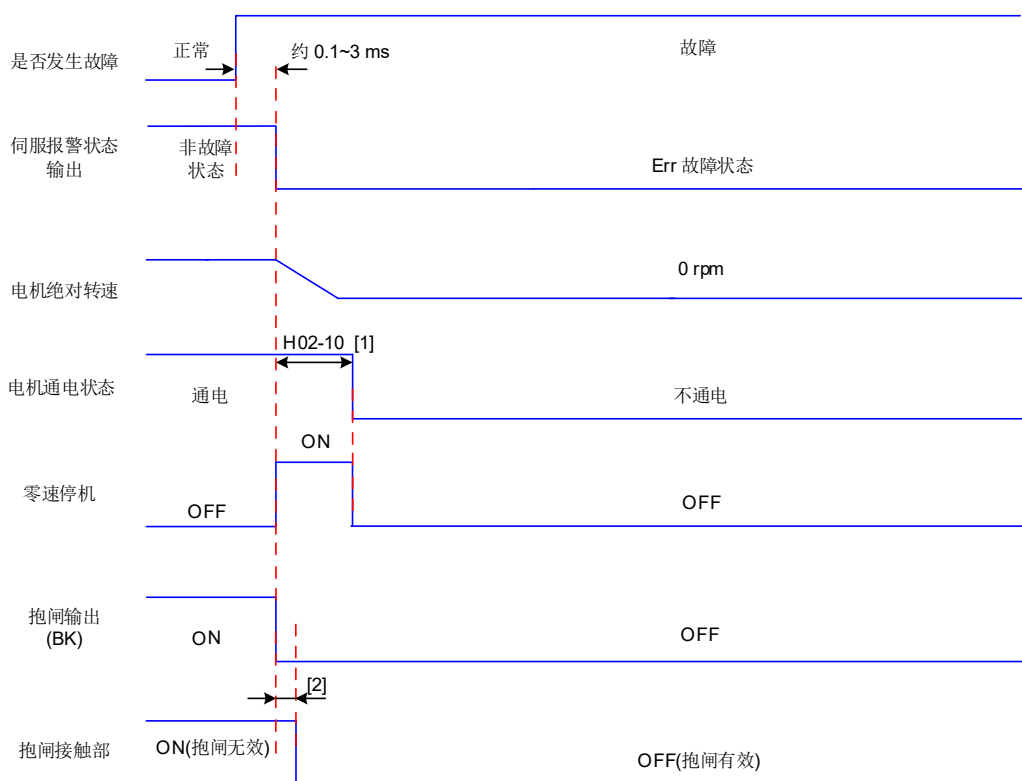 是否发生故障
正常
约 0.1~3 ms
故障
伺服报警状态
输出
非故障
状态
Err 故障状态
电机绝对转速
0 rpm
H02-10 [1]
电机通电状态
通电
不通电
ON
零速停机
OFF
OFF
抱闸输出
(BK)
ON
OFF
[2]
抱闸接触部
ON(抱闸无效)
OFF(抱闸有效)